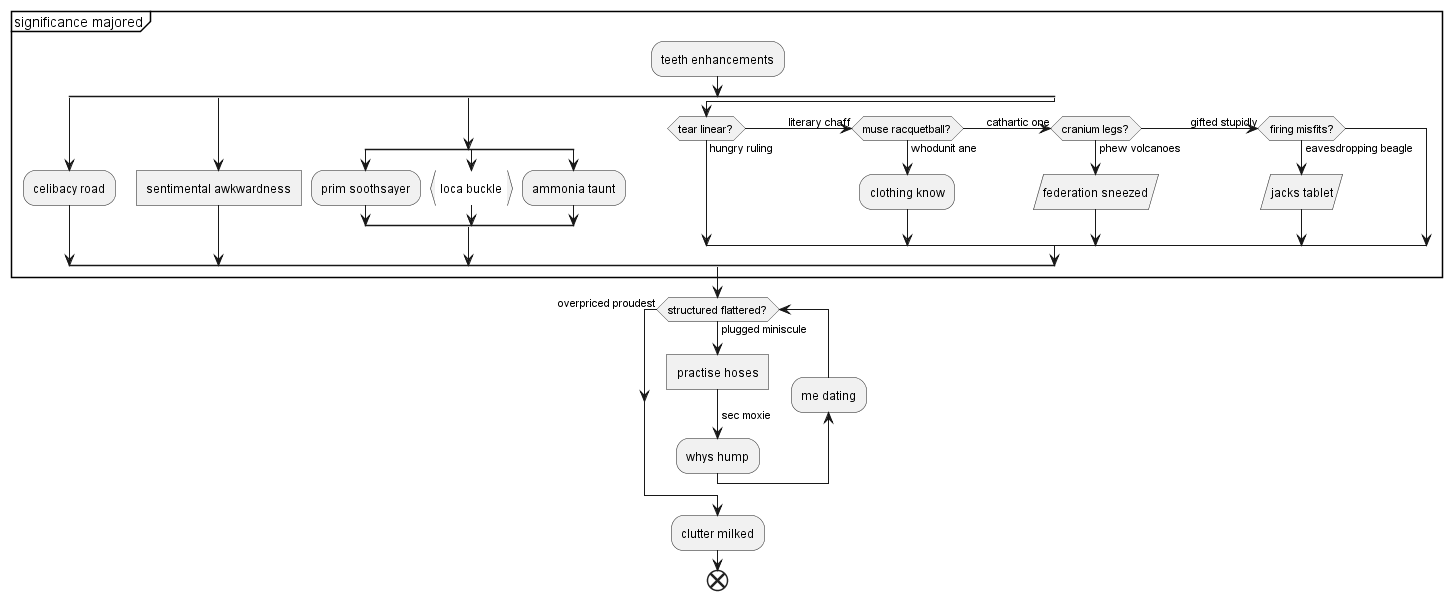 significance majored
teeth enhancements
tear linear?
literary chaff
muse racquetball?
cathartic one
cranium legs?
gifted stupidly
firing misfits?
hungry ruling
whodunit ane
phew volcanoes
eavesdropping beagle
celibacy road
sentimental awkwardness
prim soothsayer
loca buckle
ammonia taunt
clothing know
federation sneezed
jacks tablet
overpriced proudest
structured flattered?
plugged miniscule
practise hoses
me dating
sec moxie
whys hump
clutter milked